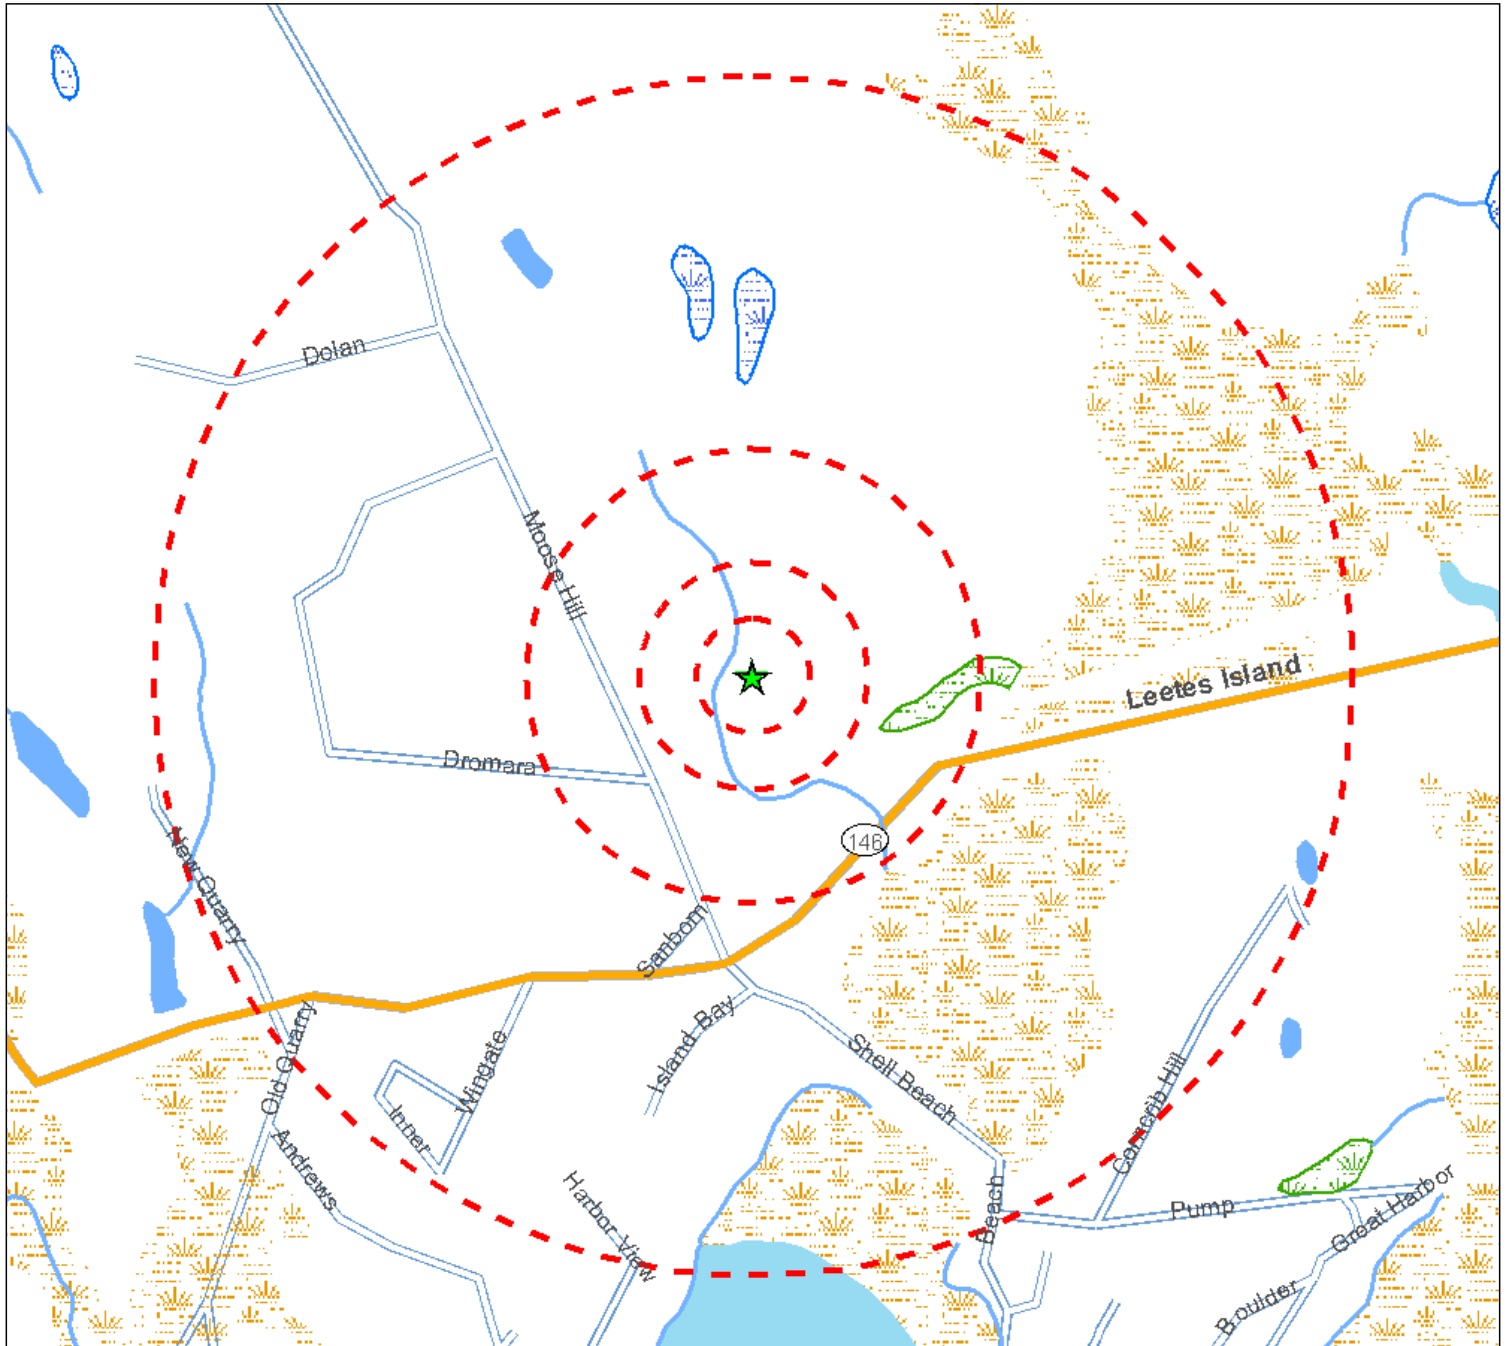 Dolan
Moose Hill
Leetes Island
Dromara
146
New Quarry
Sanborn
Island Bay
Old Quarry
Wingate
Shell Beach
Inner
Andrews
Corncrib Hill
Harbor View
Beach
Pump
Great Harbor
Boulder